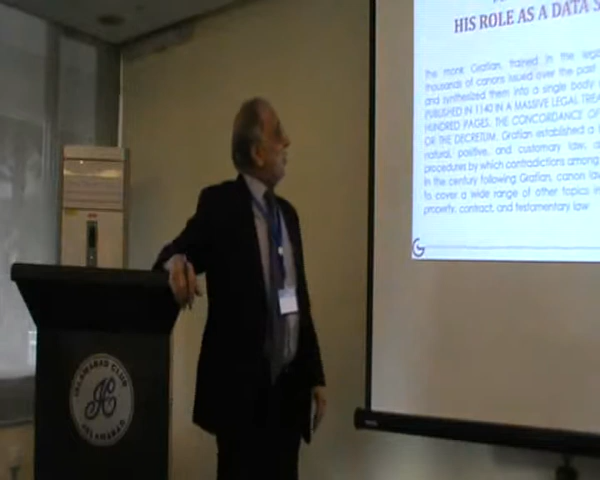 HIS ROLE AS A DATA S
The monk Gratian, trained in the lega
thousands of canons issued over the past
and synthesized them into a single body
PUBLISHED IN 1140 IN A MASSIVE LEGAL TREA
HUNDRED PAGES, THE CONCORDANCE OF
OR THE DECRETUM. Gratian established a
natural, positive, and customary law, a
procedures by which contradictions among
In the century following Gratian, canon law
to cover a wide range of other topics in
property, contract, and testamentary law
G
ISLAMABAD CLUB
IC
ISLAMABAD